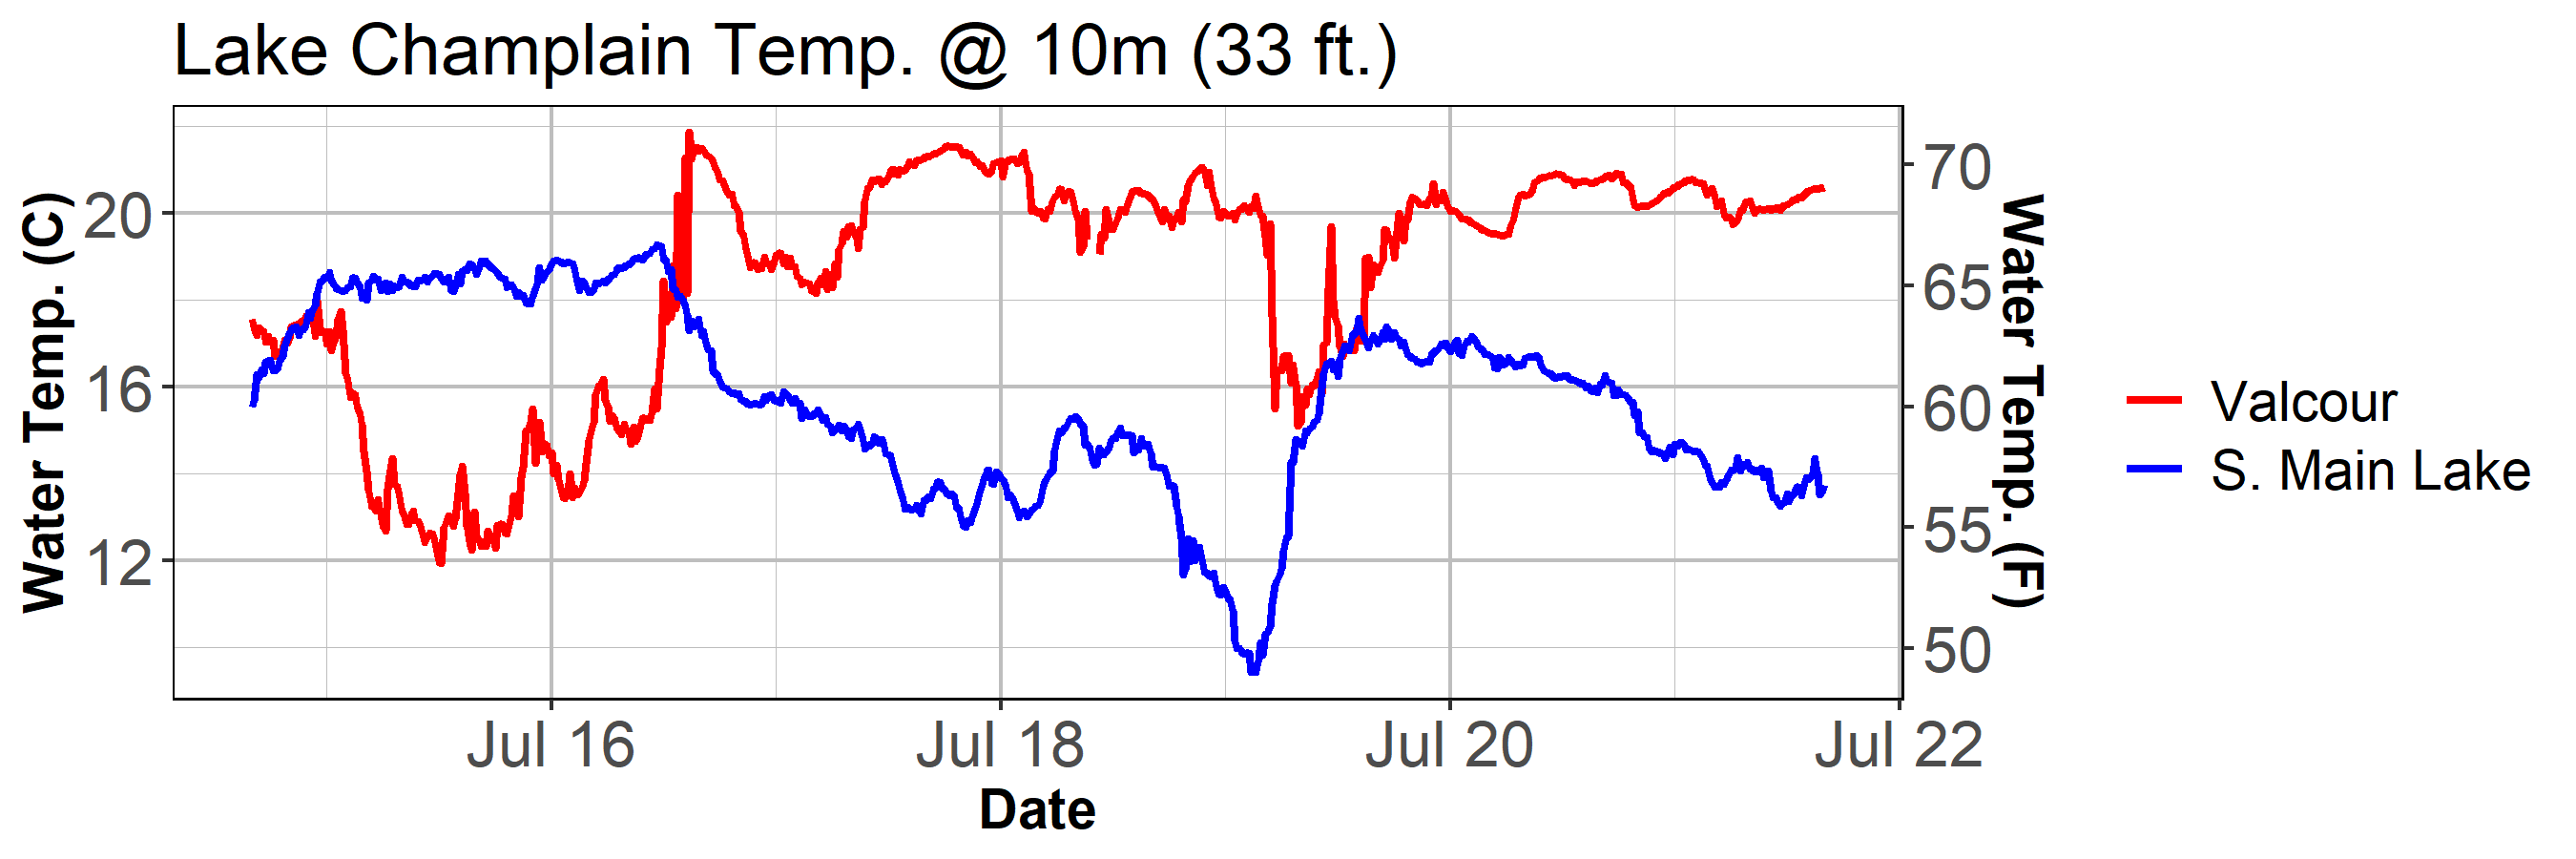 Lake Champlain Temp. @ 10m (33 ft.)
Water Temp. (C)
20
16
12
70
65
60
55
50
Water Temp. (F)
Valcour
S. Main Lake
Jul 16
Jul 18
Jul 20
Jul 22
Date